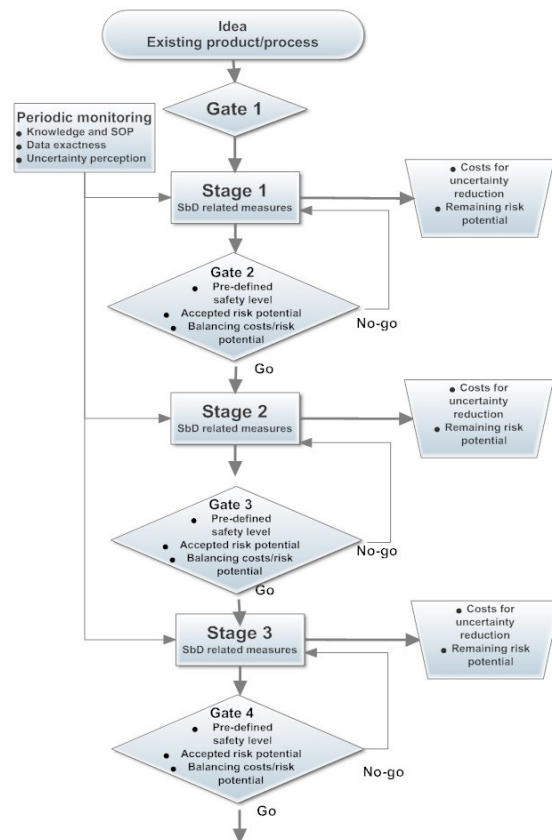 Idea
Existing product/process
Gate 1
Periodic monitoring
● Knowledge and SOP
● Data exactness
● Uncertainty perception
Stage 1
SbD related measures
● Costs for
uncertainty
reduction
● Remaining risk
potential
Gate 2
● Pre-defined
safety level
● Accepted risk potential
● Balancing costs/risk
potential
No-go
Go
Stage 2
SbD related measures
● Costs for
uncertainty
reduction
● Remaining risk
potential
Gate 3
● Pre-defined
safety level
● Accepted risk potential
● Balancing costs/risk
potential
No-go
Go
Stage 3
SbD related measures
● Costs for
uncertainty
reduction
● Remaining risk
potential
Gate 4
● Pre-defined
safety level
● Accepted risk potential
● Balancing costs/risk
potential
No-go
Go